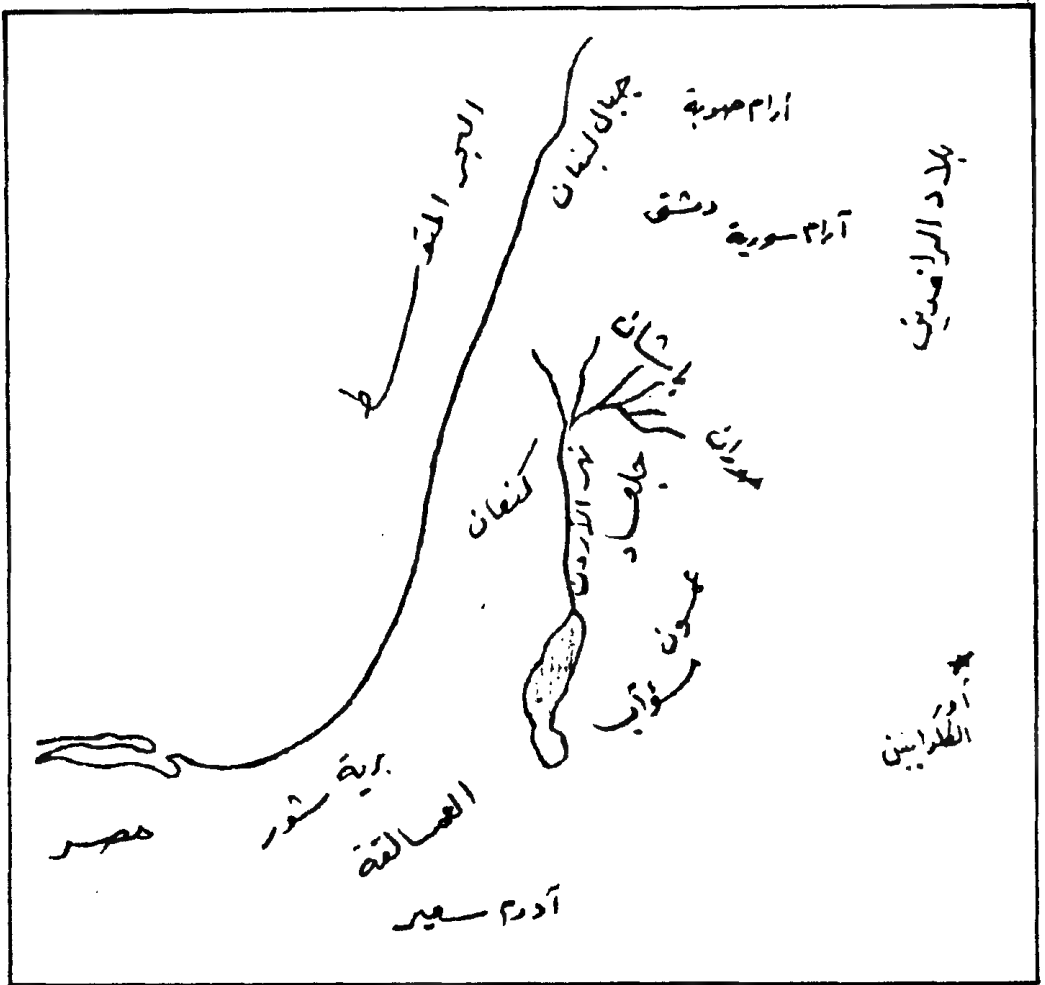 أرام صوبة
جبال لبنان
البحر المتوسط
دمشق
آرام سورية
بلاد الرافدين
باشان
حوران
جلعاد
نهر الأردن
كنعان
عمون
مؤآب
أور
الكلدانيين
برية شور
العمالقة
مصر
آدوم سعير